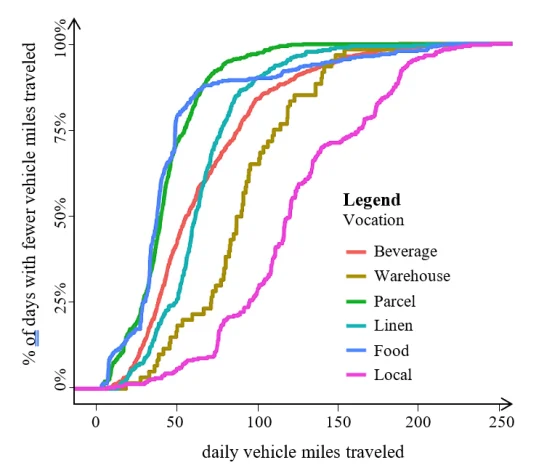 100%
75%
50%
25%
0%
% of days with fewer vehicle miles traveled
Legend
Vocation
Beverage
Warehouse
Parcel
Linen
Food
Local
0 50 100 150 200 250
daily vehicle miles traveled